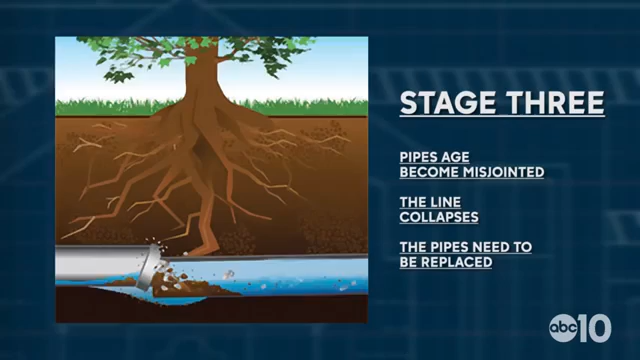 STAGE THREE
PIPES AGE
BECOME MISJOINTED
THE LINE
COLLAPSES
THE PIPES NEED TO
BE REPLACED
abc10